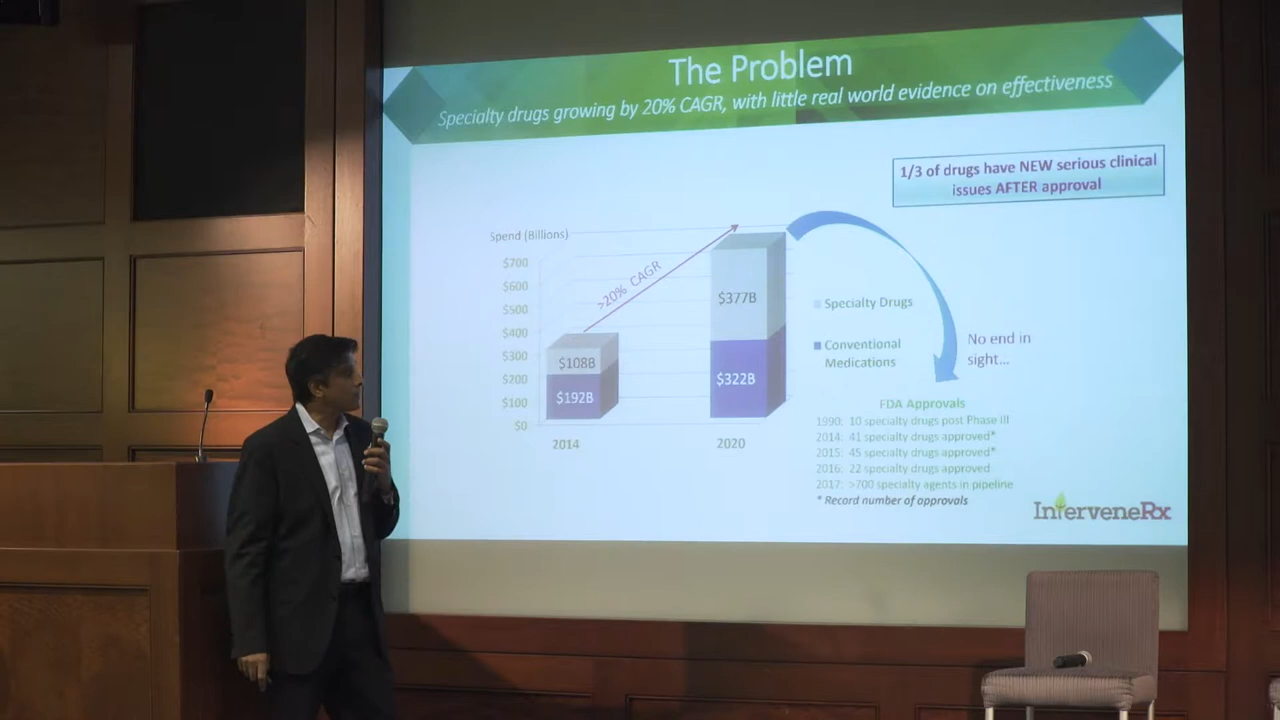 The Problem
Specialty drugs growing by 20% CAGR, with little real world evidence on effectiveness
1/3 of drugs have NEW serious clinical
issues AFTER approval
Spend (Billions)
$700
$600
$500
$400
$300
$200
$100
$0
>20% CAGR
$108B
$192B
$377B
$322B
2014
2020
Specialty Drugs
Conventional
Medications
No end in
sight...
FDA Approvals
1990: 10 specialty drugs post Phase III
2014: 41 specialty drugs approved*
2015: 45 specialty drugs approved*
2016: 22 specialty drugs approved
2017: >700 specialty agents in pipeline
* Record number of approvals
InterveneRx